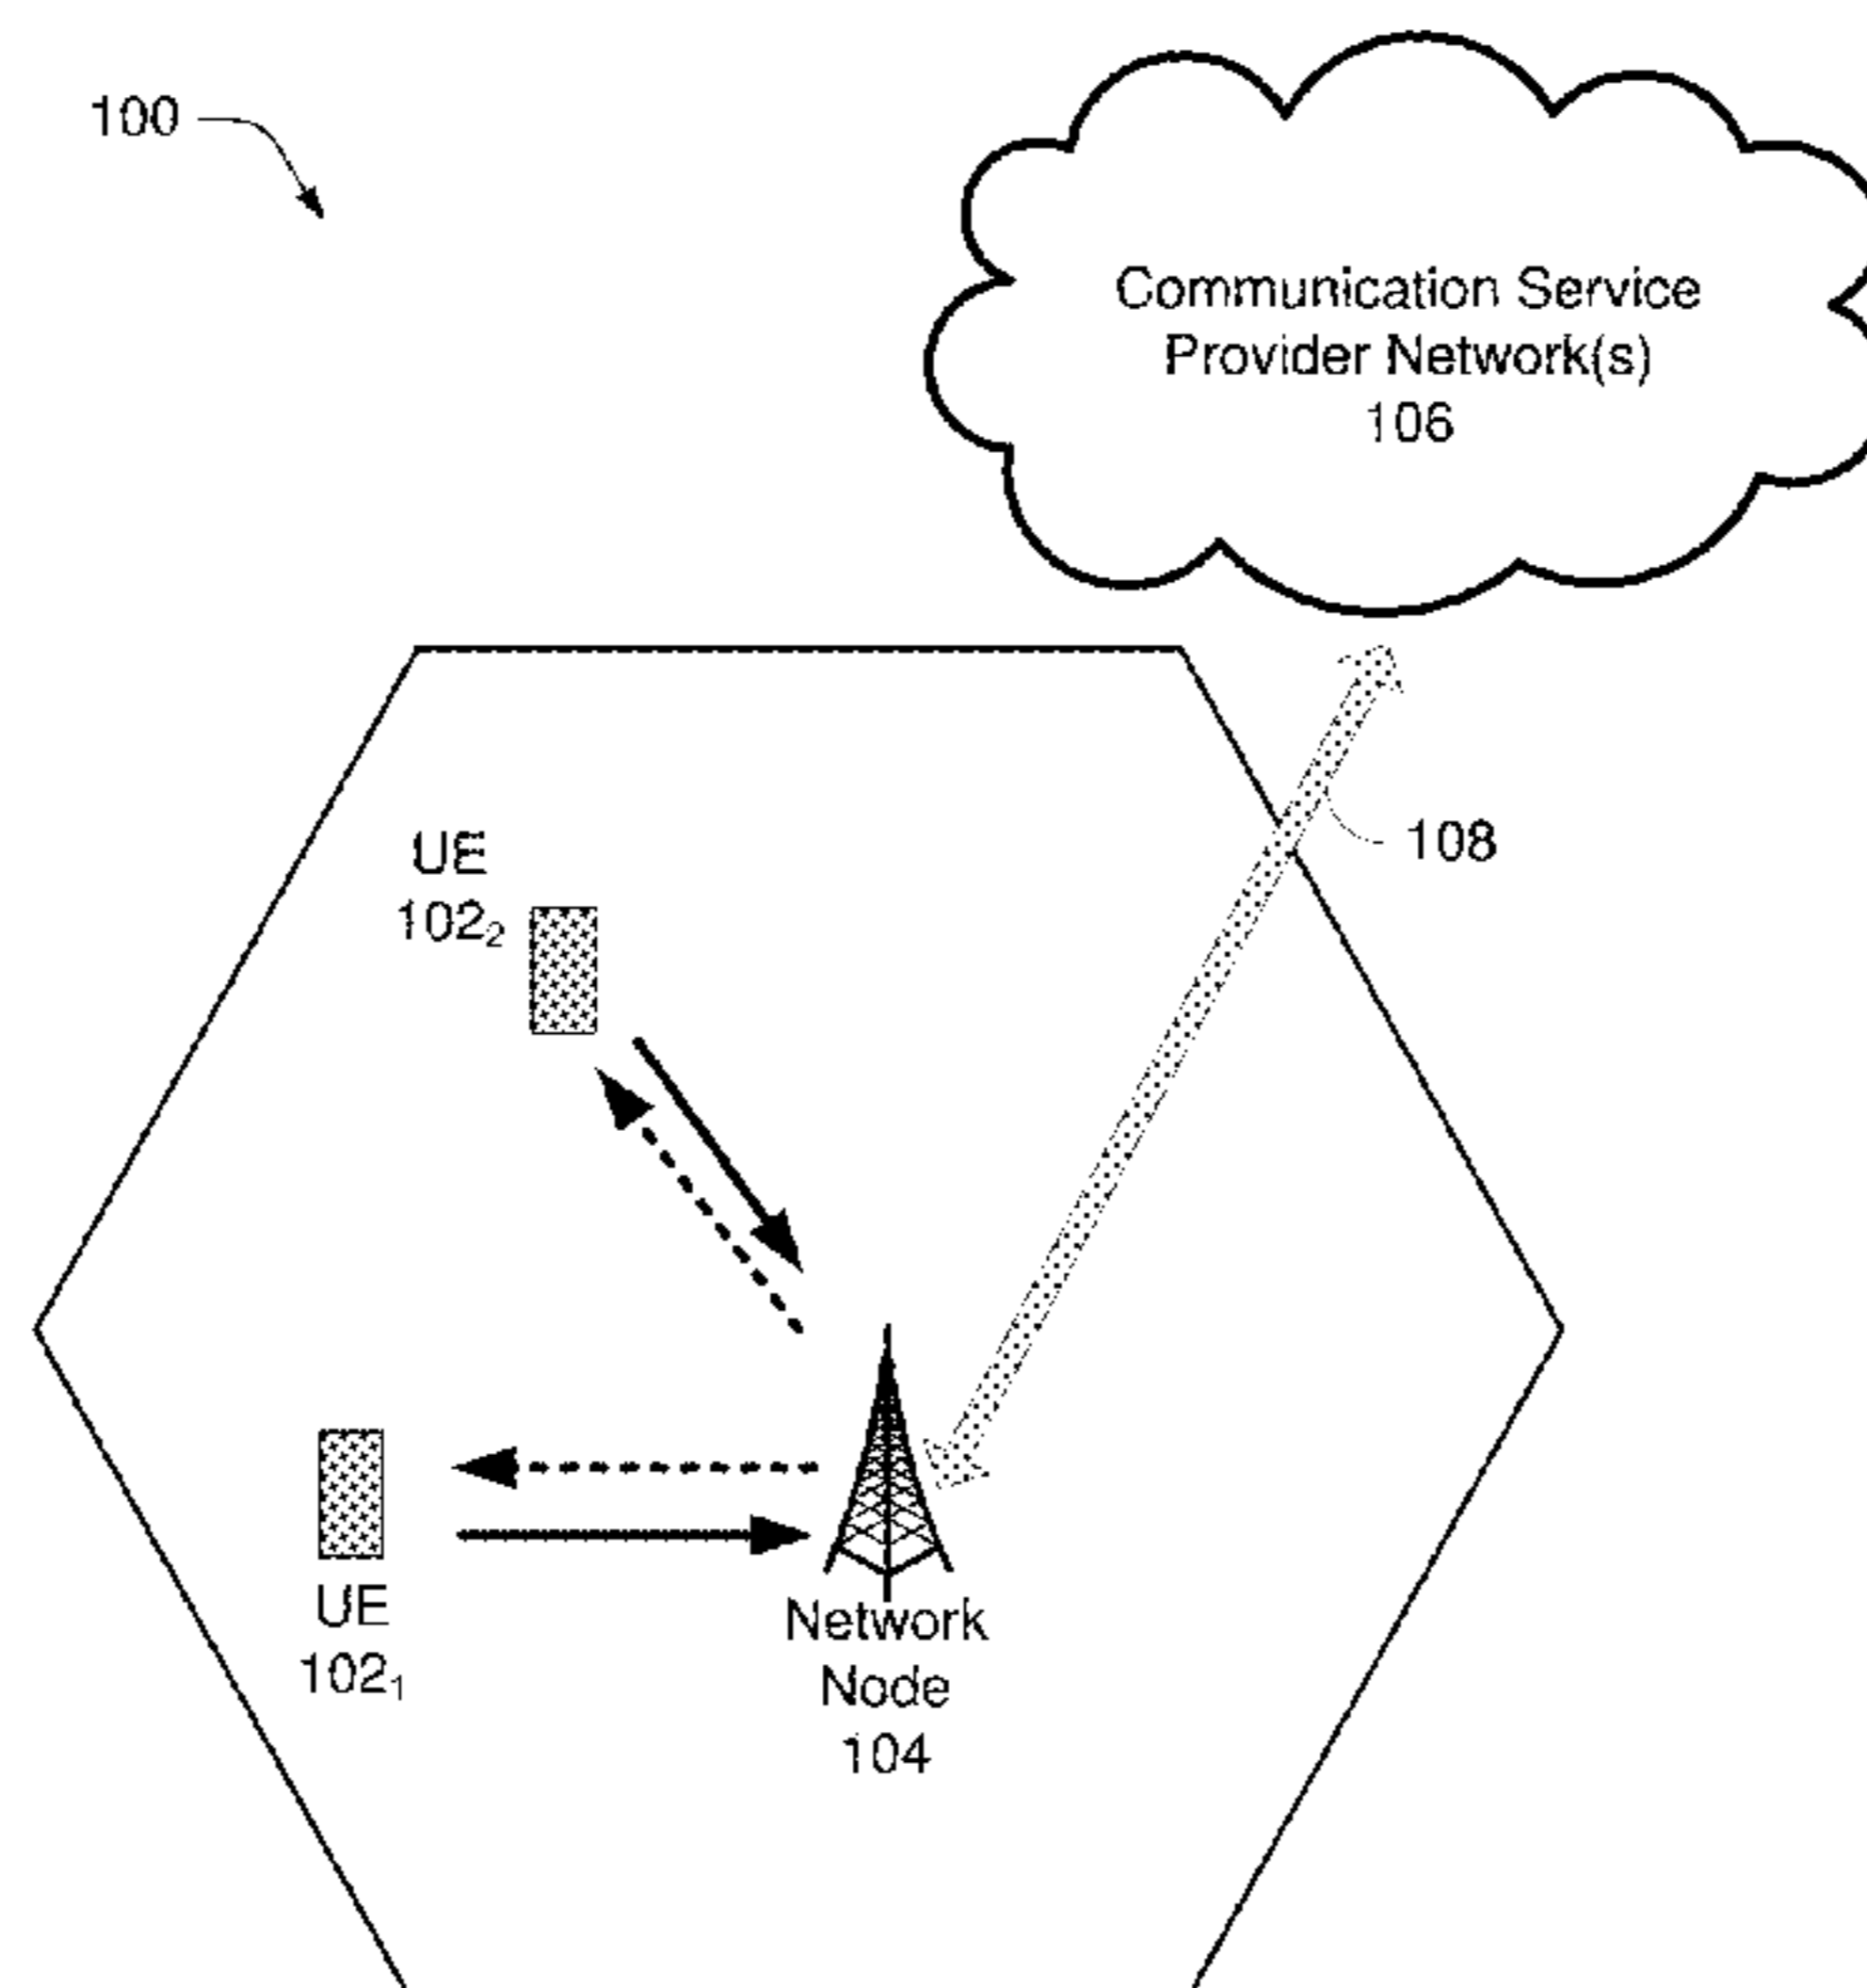 100
Communication Service
Provider Network(s)
106
108
UE
102₂
UE
102₁
Network
Node
104